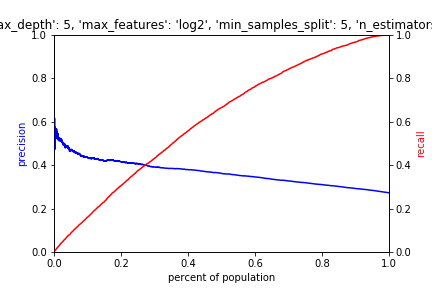 ax_depth': 5, 'max_features': 'log2', 'min_samples_split': 5, 'n_estimators
1.0 1.0
0.8 0.8
0.6 0.6
precision recall
0.4 0.4
0.2 0.2
0.0 0.0
0.0 0.2 0.4 0.6 0.8 1.0
percent of population